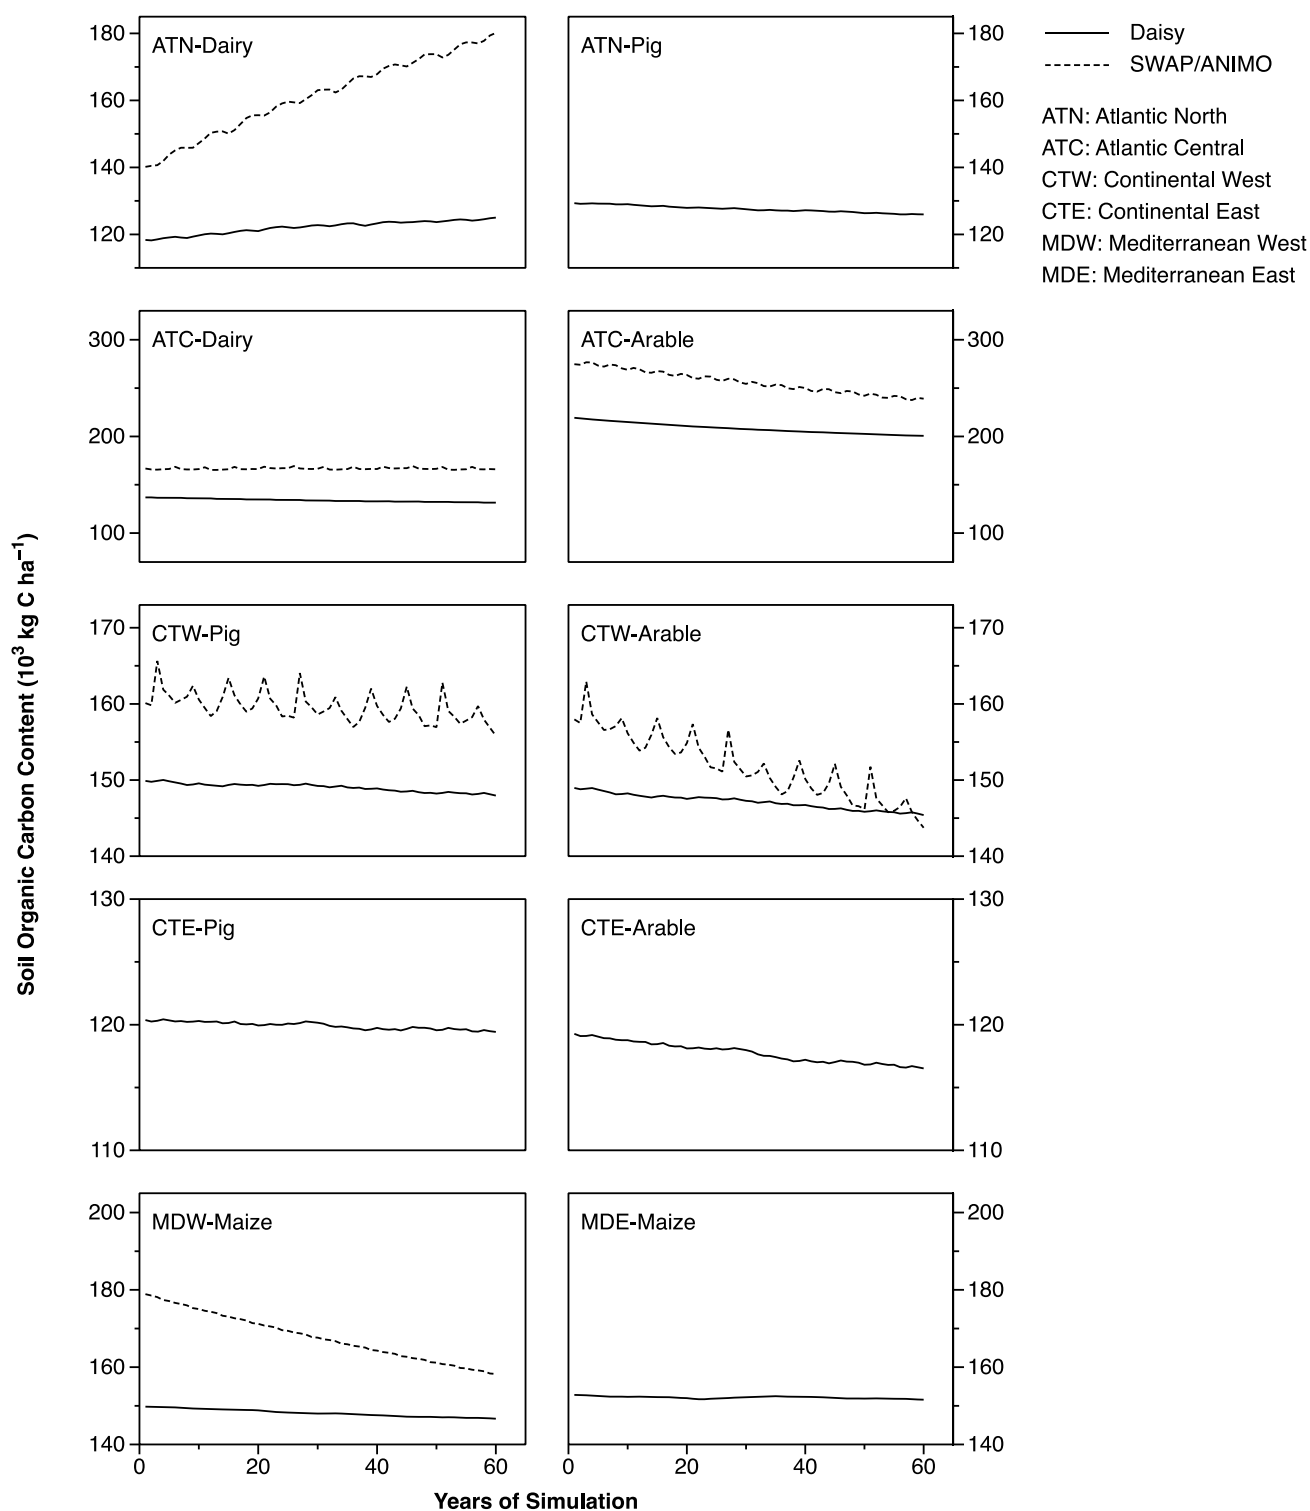 ATN-Dairy
180
160
140
120
ATN-Pig
180
160
140
120
Daisy
SWAP/ANIMO
ATN: Atlantic North
ATC: Atlantic Central
CTW: Continental West
CTE: Continental East
MDW: Mediterranean West
MDE: Mediterranean East
ATC-Dairy
300
200
100
ATC-Arable
300
200
100
CTW-Pig
170
160
150
140
CTW-Arable
170
160
150
140
CTE-Pig
130
120
110
CTE-Arable
130
120
110
MDW-Maize
200
180
160
140
MDE-Maize
200
180
160
140
0 20 40 60
0 20 40 60
Years of Simulation
Soil Organic Carbon Content (10³ kg C ha⁻¹)